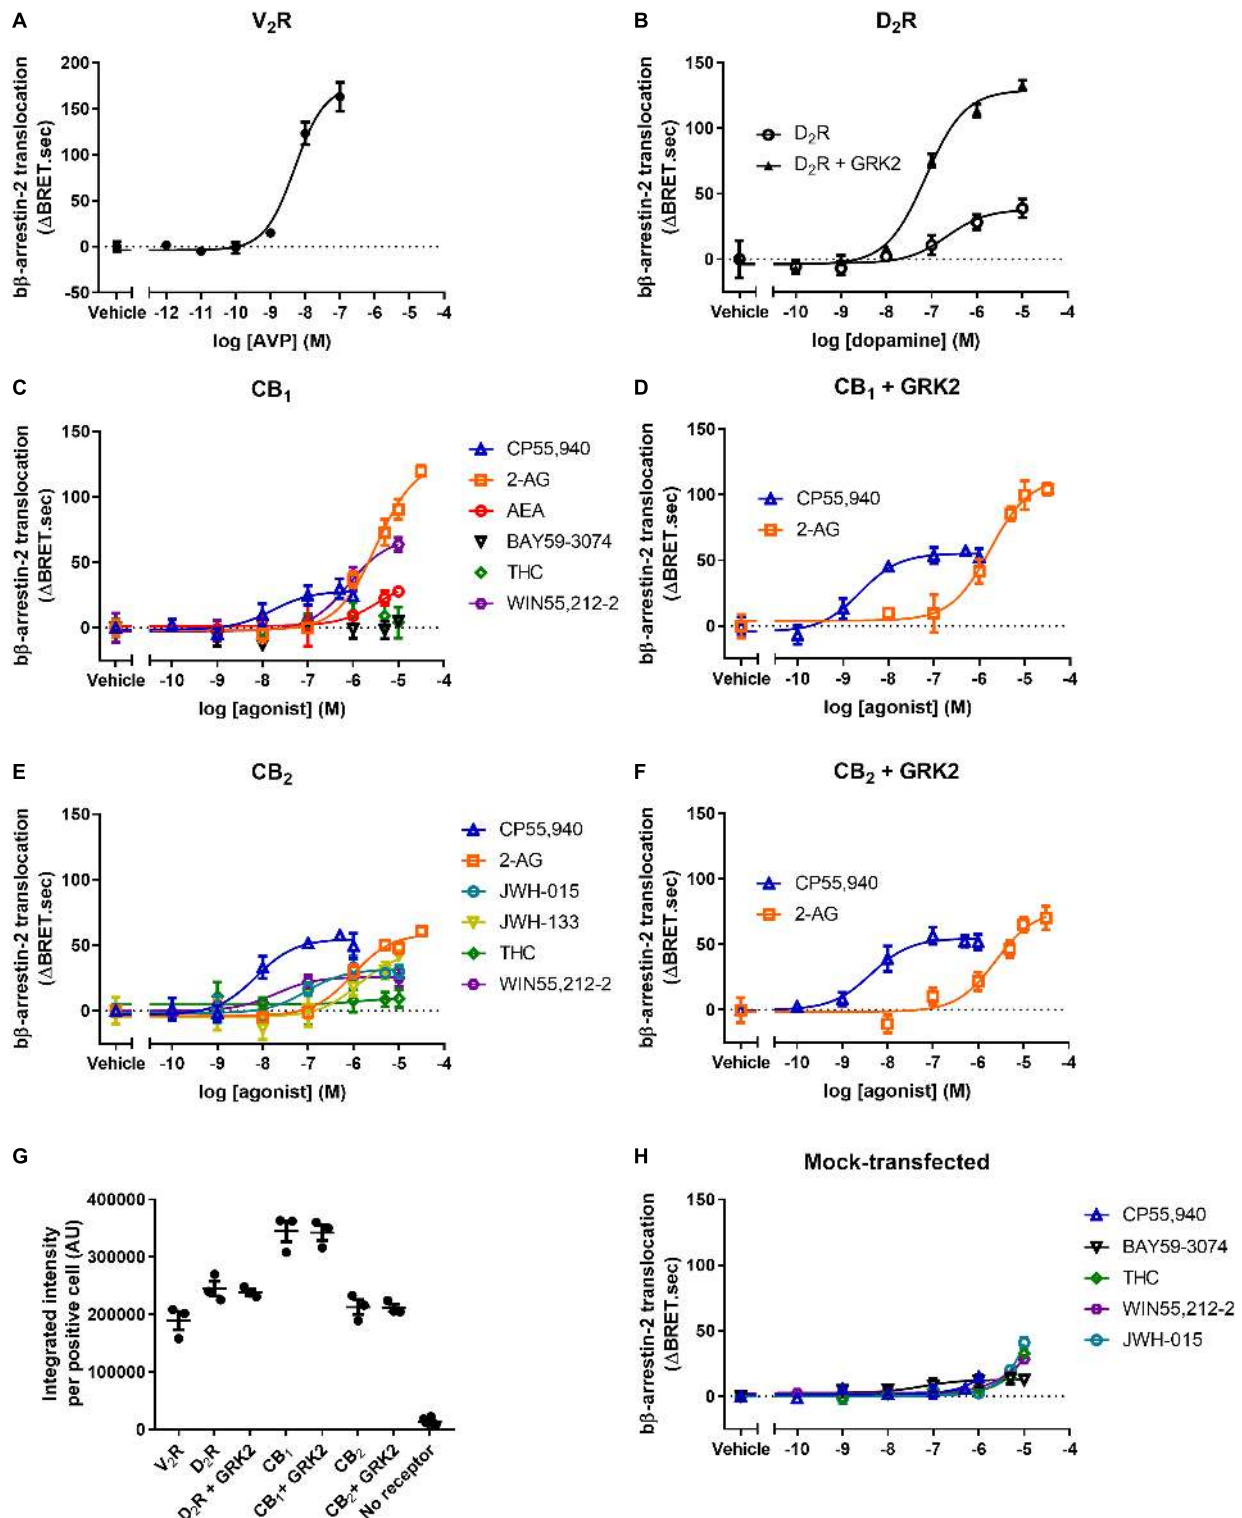 A
V₂R
bβ-arrestin-2 translocation
(ΔBRET.sec)
200
150
100
50
0
-50
Vehicle -12 -11 -10 -9 -8 -7 -6 -5 -4
log [AVP] (M)
B
D₂R
bβ-arrestin-2 translocation
(ΔBRET.sec)
150
100
50
0
D₂R
D₂R + GRK2
Vehicle -10 -9 -8 -7 -6 -5 -4
log [dopamine] (M)
C
CB₁
bβ-arrestin-2 translocation
(ΔBRET.sec)
150
100
50
0
CP55,940
2-AG
AEA
BAY59-3074
THC
WIN55,212-2
Vehicle -10 -9 -8 -7 -6 -5 -4
log [agonist] (M)
D
CB₁ + GRK2
bβ-arrestin-2 translocation
(ΔBRET.sec)
150
100
50
0
CP55,940
2-AG
Vehicle -10 -9 -8 -7 -6 -5 -4
log [agonist] (M)
E
CB₂
bβ-arrestin-2 translocation
(ΔBRET.sec)
150
100
50
0
CP55,940
2-AG
JWH-015
JWH-133
THC
WIN55,212-2
Vehicle -10 -9 -8 -7 -6 -5 -4
log [agonist] (M)
F
CB₂ + GRK2
bβ-arrestin-2 translocation
(ΔBRET.sec)
150
100
50
0
CP55,940
2-AG
Vehicle -10 -9 -8 -7 -6 -5 -4
log [agonist] (M)
G
Integrated intensity
per positive cell (AU)
400000
300000
200000
100000
0
V₂R
D₂R
D₂R + GRK2
CB₁
CB₁+ GRK2
CB₂
CB₂+ GRK2
No receptor
H
Mock-transfected
bβ-arrestin-2 translocation
(ΔBRET.sec)
150
100
50
0
CP55,940
BAY59-3074
THC
WIN55,212-2
JWH-015
Vehicle -10 -9 -8 -7 -6 -5 -4
log [agonist] (M)